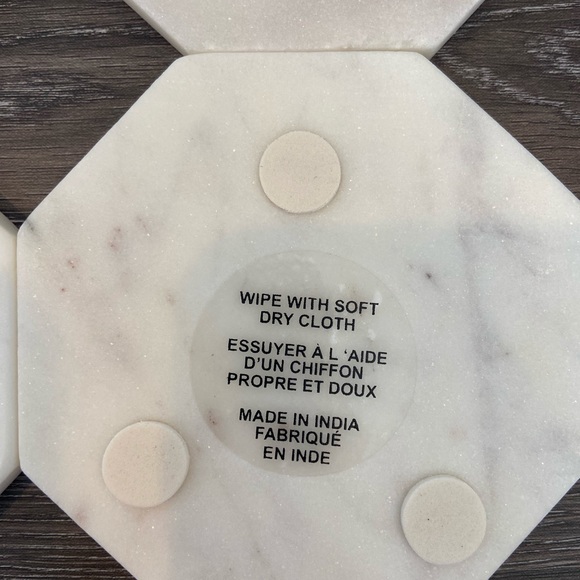 WIPE WITH SOFT
DRY CLOTH
ESSUYER À L 'AIDE
D'UN CHIFFON
PROPRE ET DOUX
MADE IN INDIA
FABRIQUÉ
EN INDE